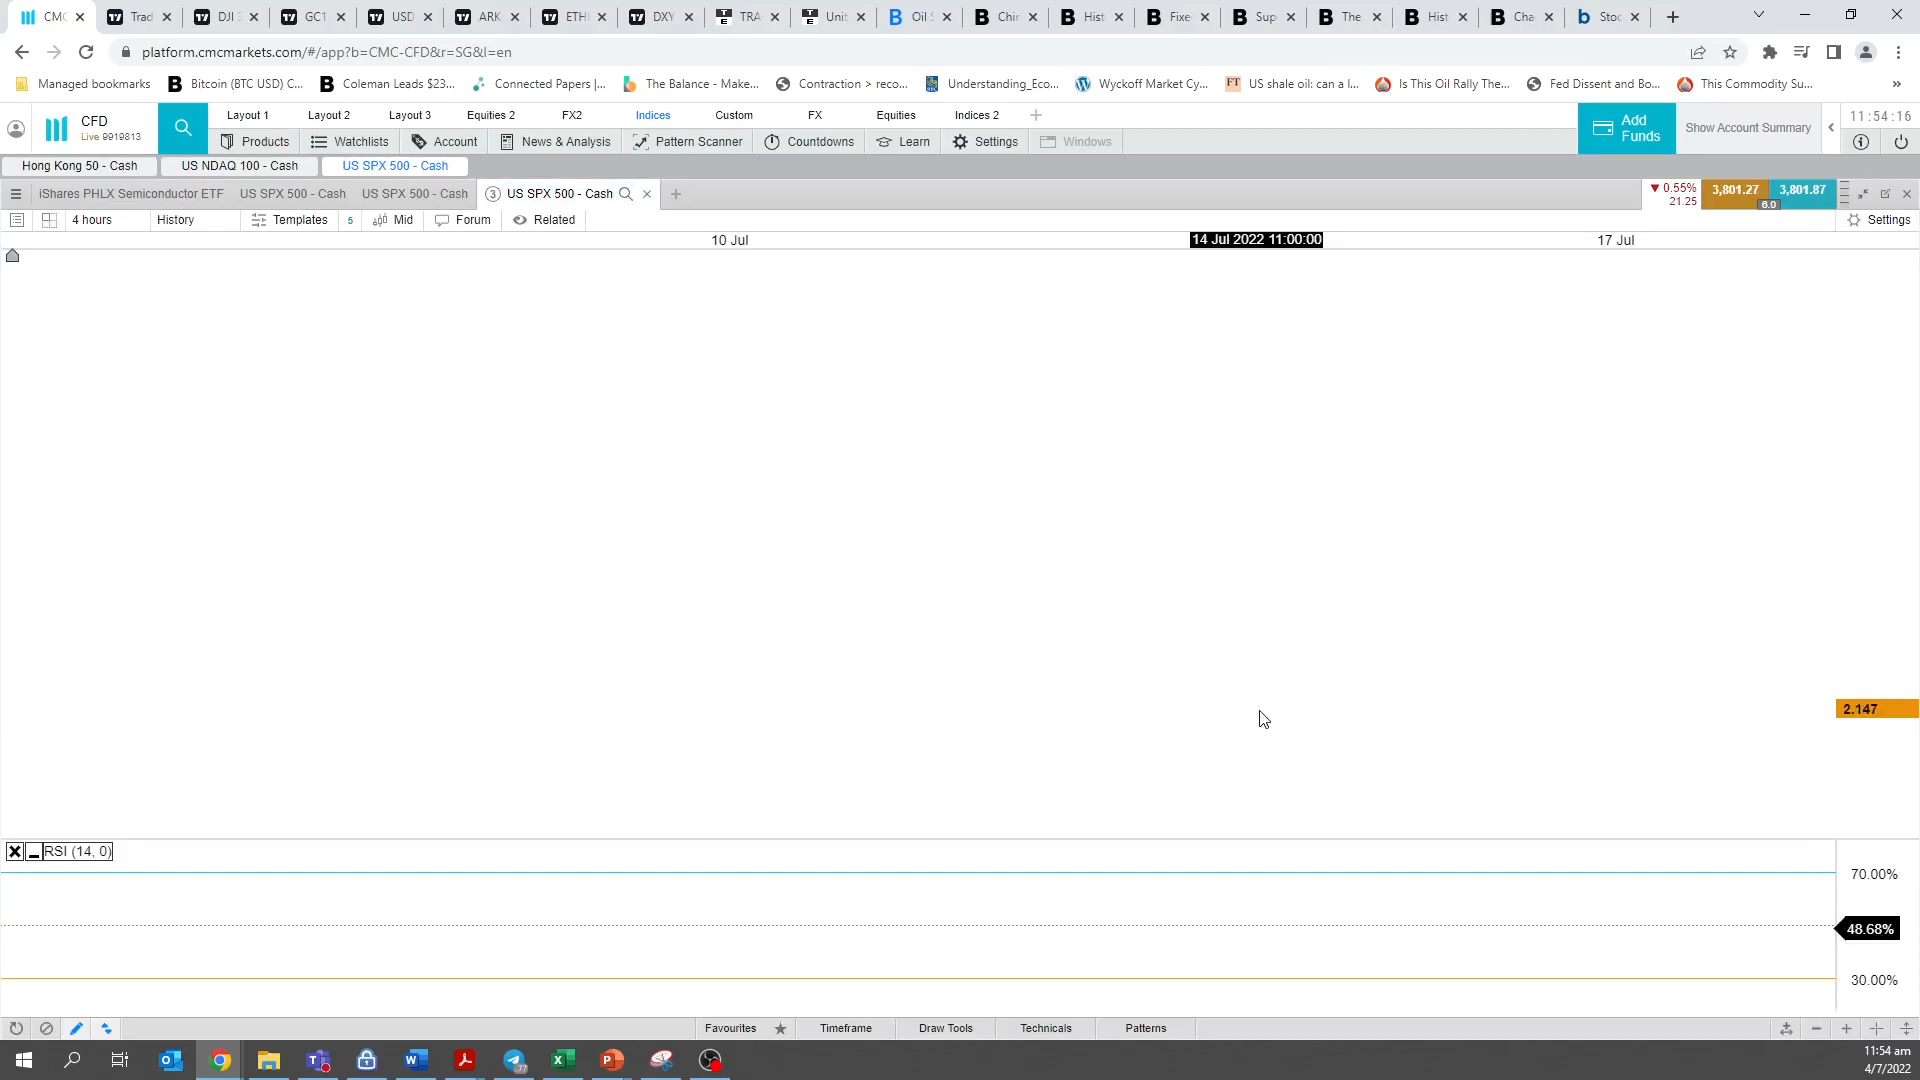 CMC
Trad
DJI 3
GC1
USD
ARK
ETHI
DXY
TRA
Unit
Oil S
Chin
Hist
Fixe
Sup
The
Hist
Cha
Stoc
platform.cmcmarkets.com/#/app?b=CMC-CFD&r=SG&l=en
Managed bookmarks
Bitcoin (BTC USD) C...
Coleman Leads $23...
Connected Papers |...
The Balance - Make...
Contraction > reco...
Understanding_Eco...
Wyckoff Market Cy...
US shale oil: can a l...
Is This Oil Rally The...
Fed Dissent and Bo...
This Commodity Su...
»
CFD
Live 9919813
Layout 1 Layout 2 Layout 3 Equities 2 FX2 Indices Custom FX Equities Indices 2
Products Watchlists Account News & Analysis Pattern Scanner Countdowns Learn Settings Windows
Add
Funds
Show Account Summary
11:54:16
Hong Kong 50 - Cash US NDAQ 100 - Cash US SPX 500 - Cash
iShares PHLX Semiconductor ETF US SPX 500 - Cash US SPX 500 - Cash 3 US SPX 500 - Cash
0.55%
21.25
3,801.27 3,801.87
6.0
4 hours History Templates 5 Mid Forum Related Settings
10 Jul 14 Jul 2022 11:00:00 17 Jul
2.147
RSI (14, 0)
70.00%
48.68%
30.00%
Favourites Timeframe Draw Tools Technicals Patterns
11:54 am
4/7/2022